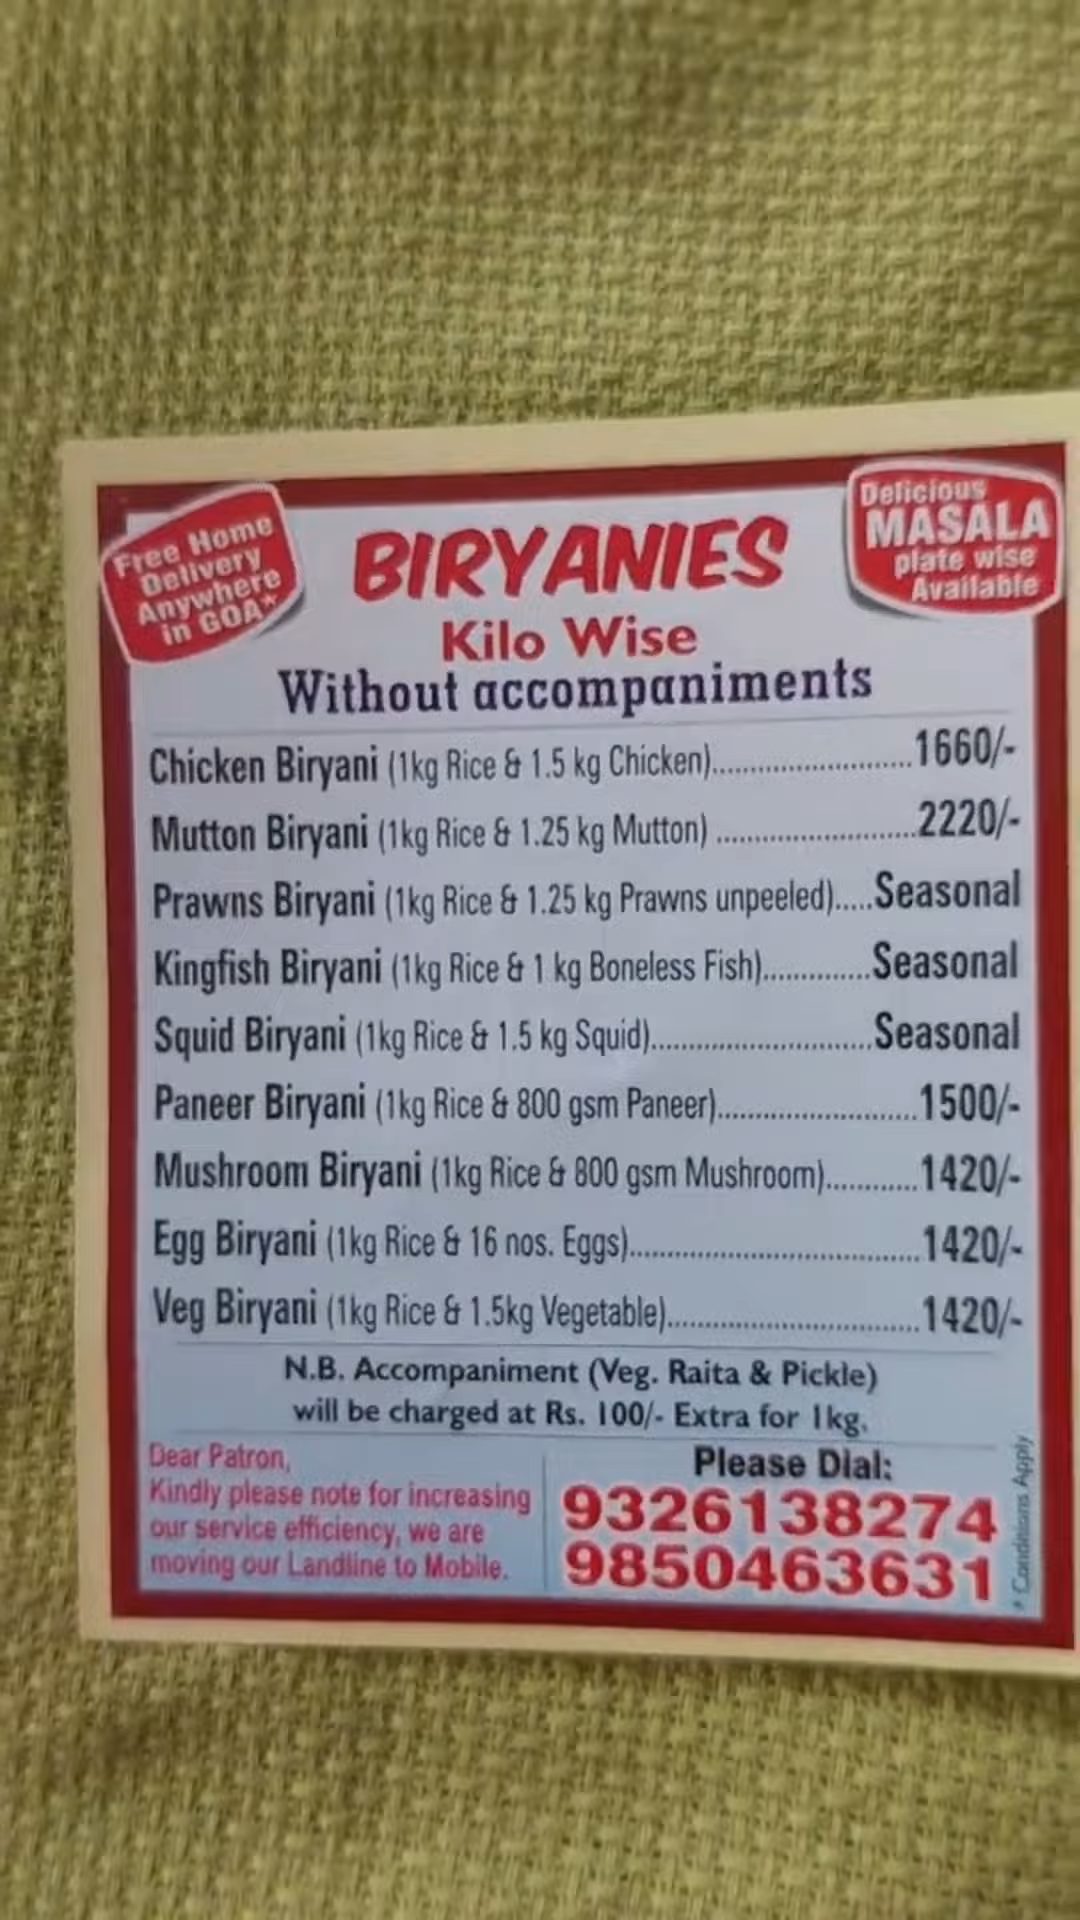 Free Home
Delivery
Anywhere
in GOA*
Delicious
MASALA
plate wise
Available
BIRYANIES
Kilo Wise
Without accompaniments
Chicken Biryani (1kg Rice & 1.5 kg Chicken)........................1660/-
Mutton Biryani (1kg Rice & 1.25 kg Mutton) ........................2220/-
Prawns Biryani (1kg Rice & 1.25 kg Prawns unpeeled).....Seasonal
Kingfish Biryani (1kg Rice & 1 kg Boneless Fish).............Seasonal
Squid Biryani (1kg Rice & 1.5 kg Squid)..........................Seasonal
Paneer Biryani (1kg Rice & 800 gsm Paneer)........................1500/-
Mushroom Biryani (1kg Rice & 800 gsm Mushroom)............1420/-
Egg Biryani (1kg Rice & 16 nos. Eggs)..................................1420/-
Veg Biryani (1kg Rice & 1.5kg Vegetable)..............................1420/-
N.B. Accompaniment (Veg. Raita & Pickle)
will be charged at Rs. 100/- Extra for 1kg.
Dear Patron,
Kindly please note for increasing
our service efficiency, we are
moving our Landline to Mobile.
Please Dial:
9326138274
9850463631
* Conditions Apply